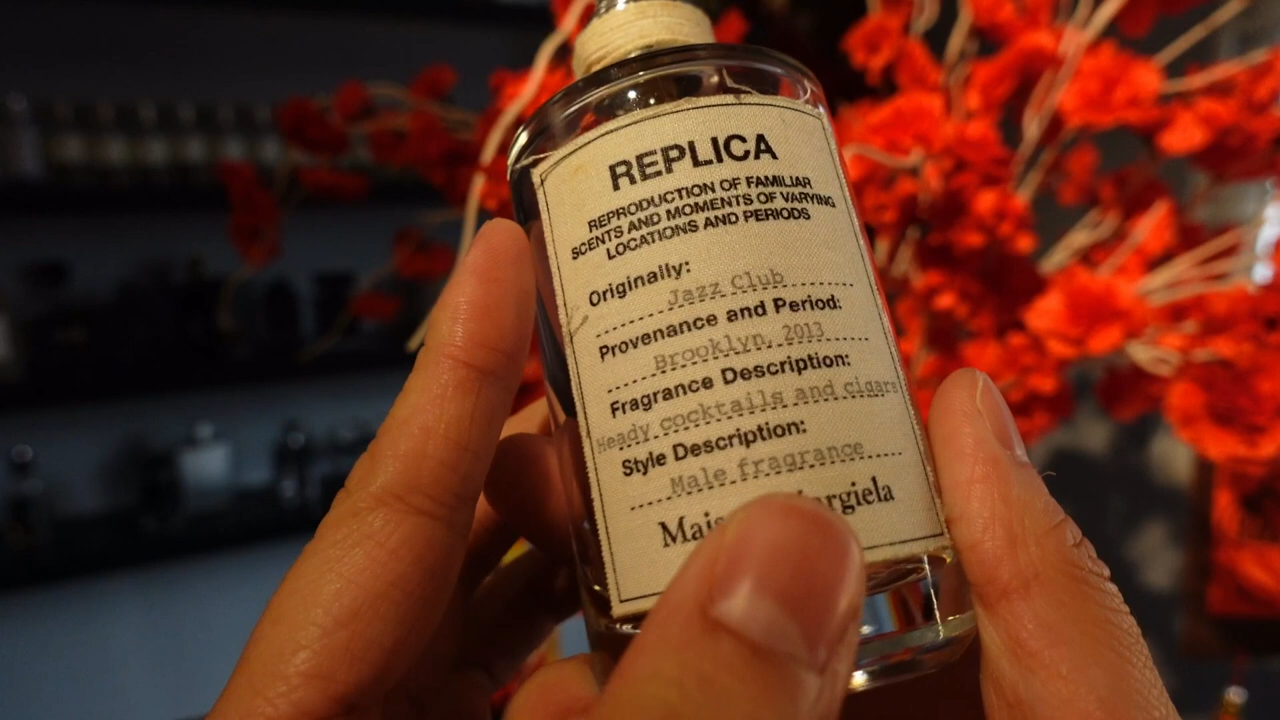 REPLICA
REPRODUCTION OF FAMILIAR
SCENTS AND MOMENTS OF VARYING
LOCATIONS AND PERIODS
Originally:
Jazz Club
Provenance and Period:
Brooklyn, 2013
Fragrance Description:
Heady cocktails and cigars
Style Description:
Male fragrance